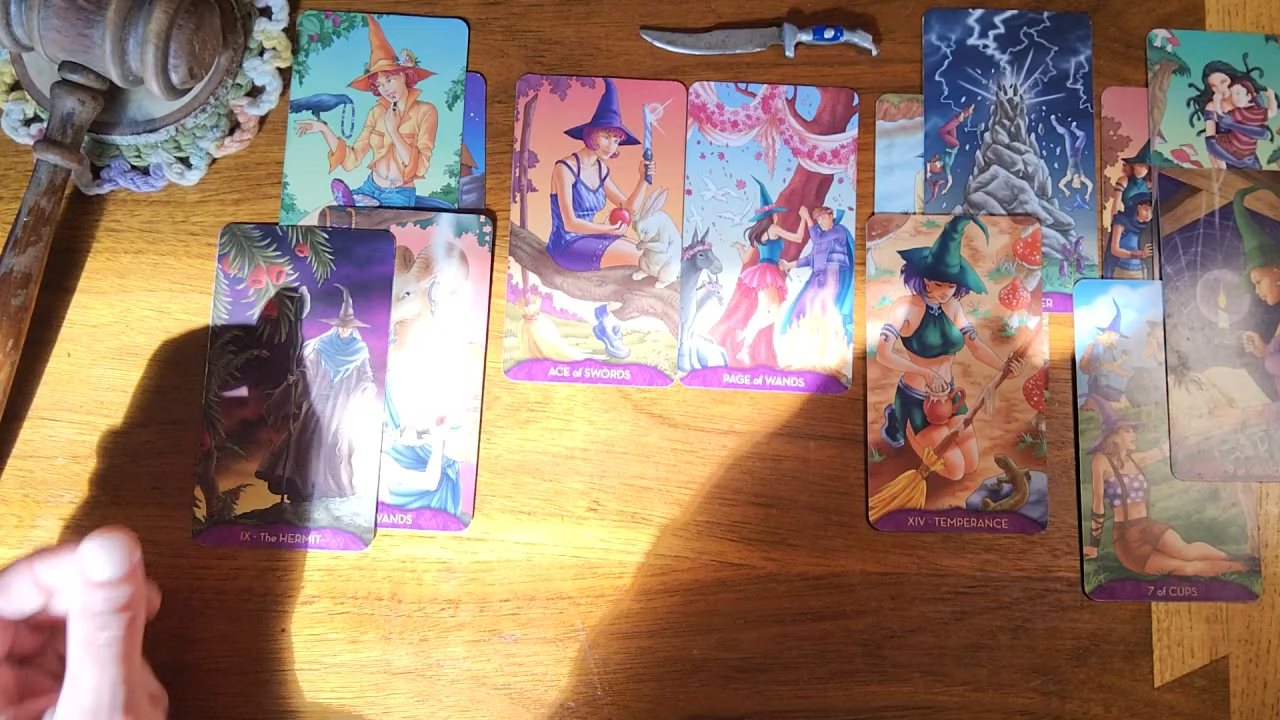 ACE of SWORDS
PAGE of WANDS
ER
WANDS
IX · The HERMIT
XIV · TEMPERANCE
7 of CUPS